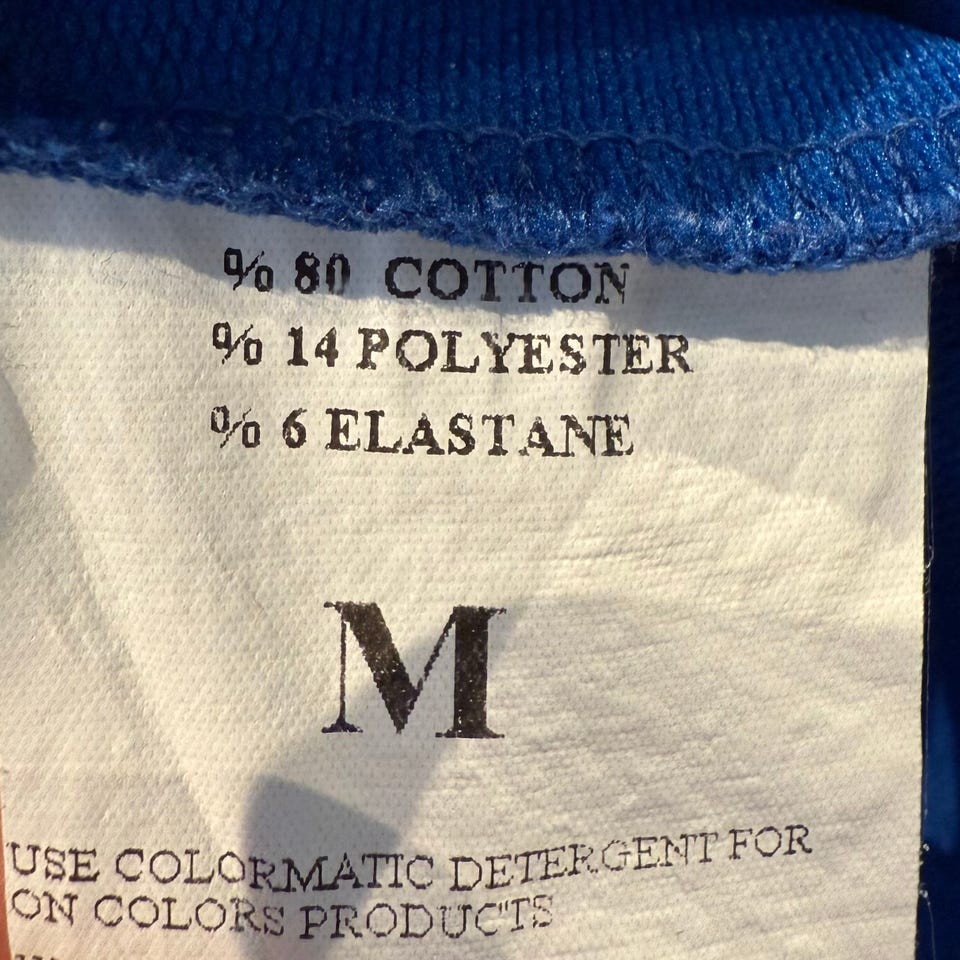 % 80 COTTON
% 14 POLYESTER
% 6 ELASTANE
M
USE COLORMATIC DETERGENT FOR
ON COLORS PRODUCTS